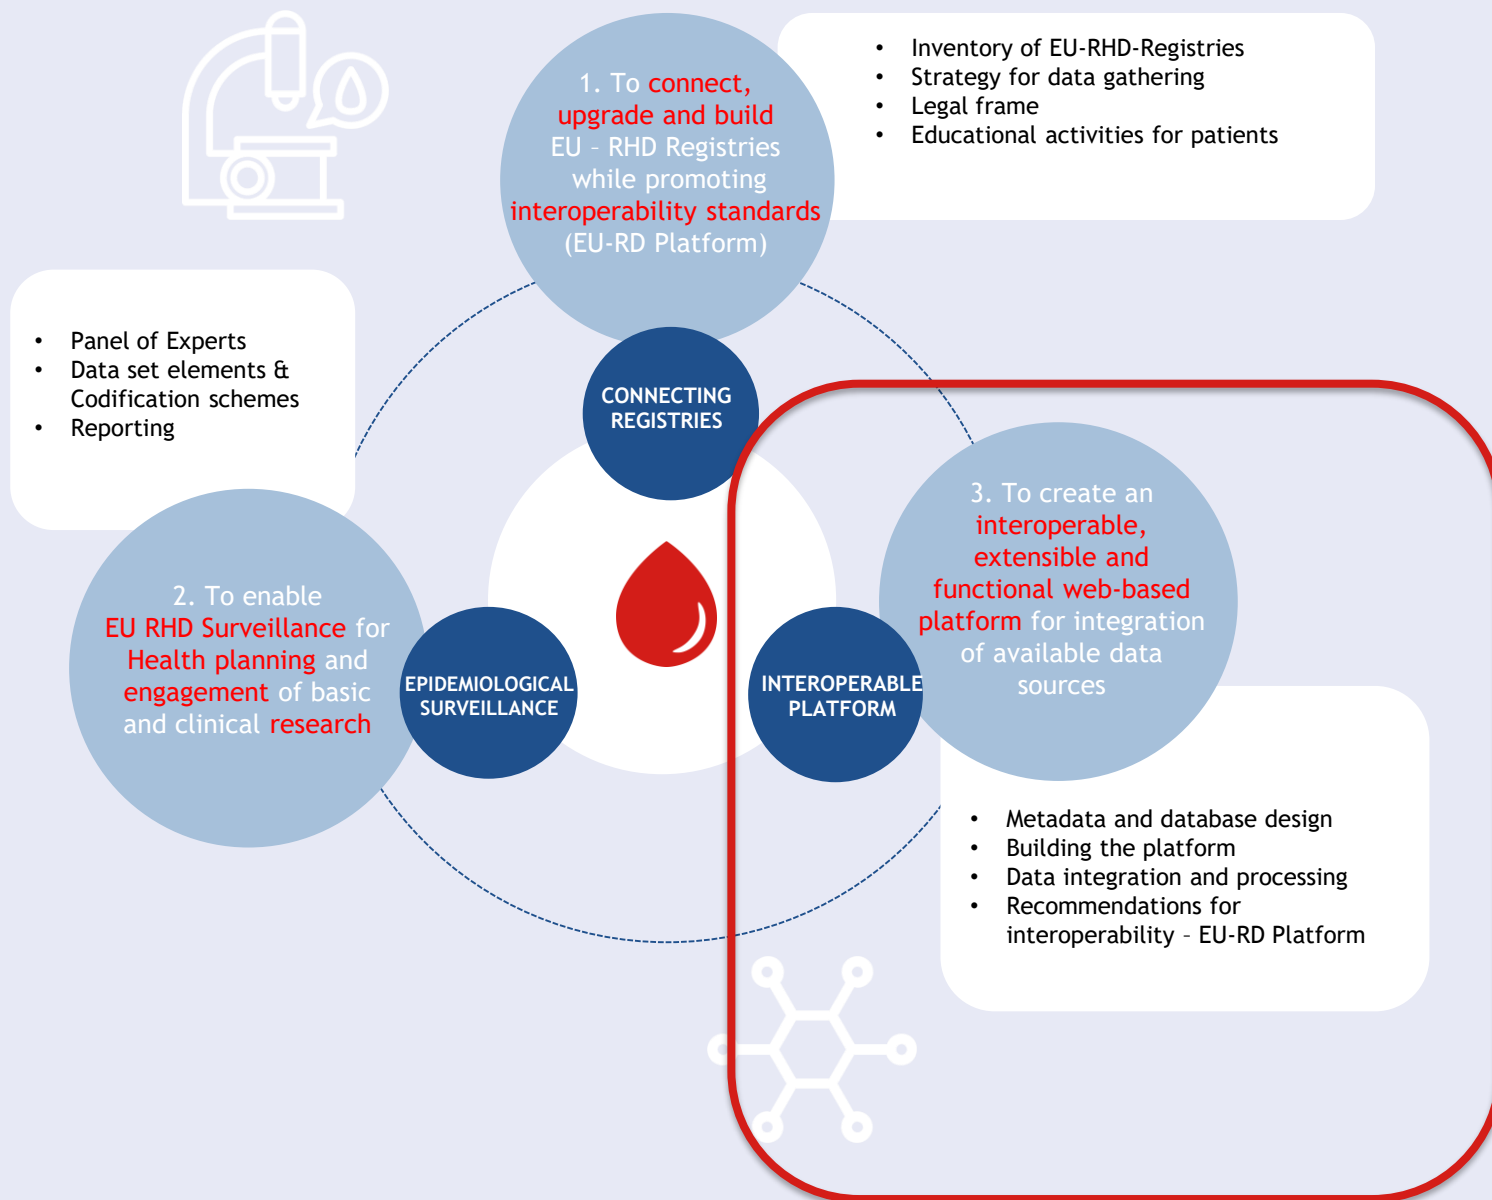 1. To connect,
upgrade and build
EU – RHD Registries
while promoting
interoperability standards
(EU-RD Platform)
• Inventory of EU-RHD-Registries
• Strategy for data gathering
• Legal frame
• Educational activities for patients
• Panel of Experts
• Data set elements &
Codification schemes
• Reporting
CONNECTING
REGISTRIES
2. To enable
EU RHD Surveillance for
Health planning and
engagement of basic
and clinical research
EPIDEMIOLOGICAL
SURVEILLANCE
INTEROPERABLE
PLATFORM
3. To create an
interoperable,
extensible and
functional web-based
platform for integration
of available data
sources
• Metadata and database design
• Building the platform
• Data integration and processing
• Recommendations for
interoperability – EU-RD Platform